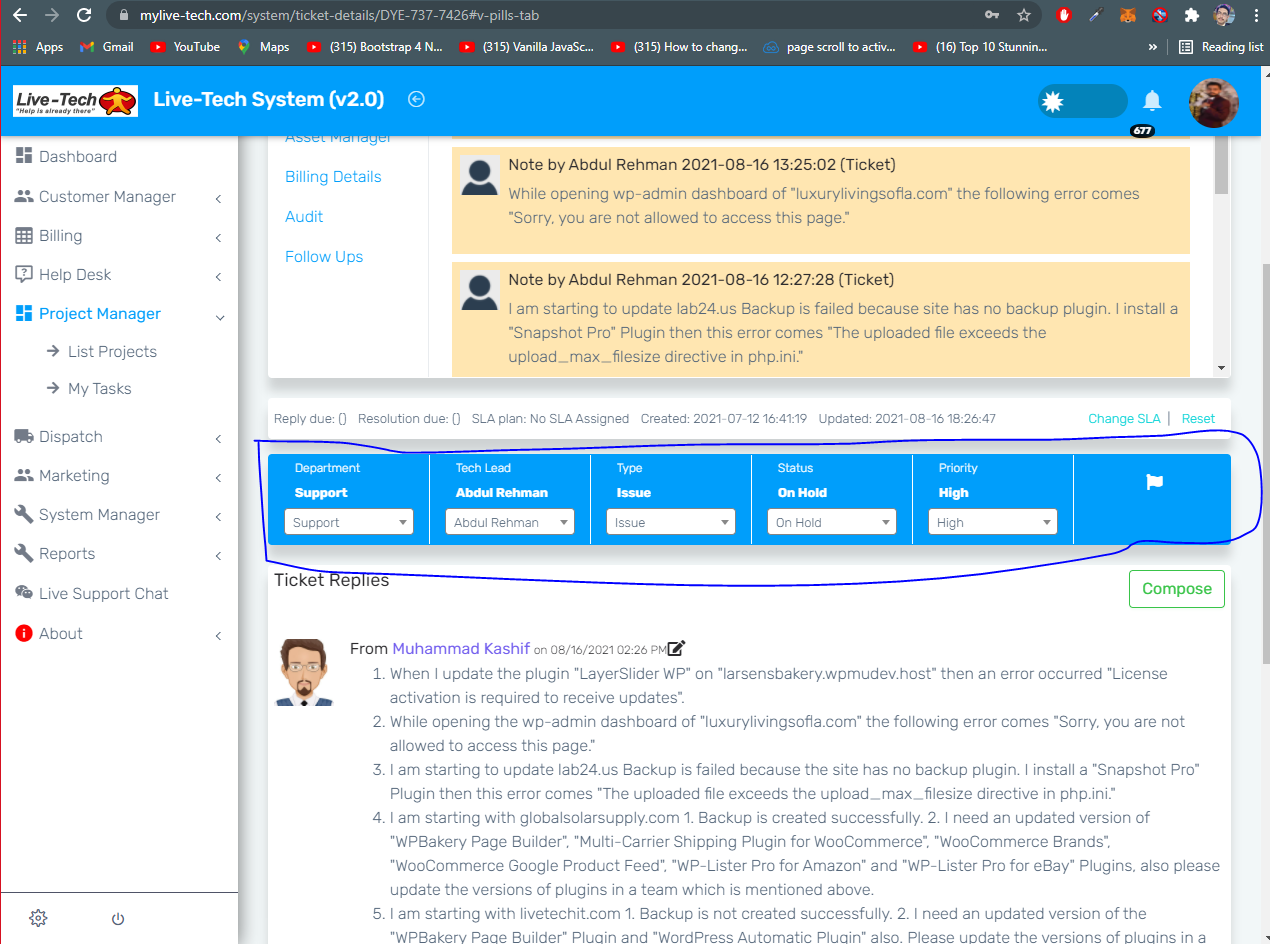 mylive-tech.com/system/ticket-details/DYE-737-7426#v-pills-tab
Apps
Gmail
YouTube
Maps
(315) Bootstrap 4 N...
(315) Vanilla JavaSc...
(315) How to chang...
page scroll to activ...
(16) Top 10 Stunnin...
»
Reading list
Live-Tech
"Help is already there"
Live-Tech System (v2.0)
677
Dashboard
Customer Manager
Billing
Help Desk
Project Manager
List Projects
My Tasks
Dispatch
Marketing
System Manager
Reports
Live Support Chat
About
Asset Manager
Billing Details
Audit
Follow Ups
Note by Abdul Rehman 2021-08-16 13:25:02 (Ticket)
While opening wp-admin dashboard of "luxurylivingsofla.com" the following error comes
"Sorry, you are not allowed to access this page."
Note by Abdul Rehman 2021-08-16 12:27:28 (Ticket)
I am starting to update lab24.us Backup is failed because site has no backup plugin. I install a
"Snapshot Pro" Plugin then this error comes "The uploaded file exceeds the
upload_max_filesize directive in php.ini."
Reply due: () Resolution due: () SLA plan: No SLA Assigned Created: 2021-07-12 16:41:19 Updated: 2021-08-16 18:26:47 Change SLA | Reset
Department Tech Lead Type Status Priority
Support Abdul Rehman Issue On Hold High
Support Abdul Rehman Issue On Hold High
Ticket Replies
Compose
From Muhammad Kashif on 08/16/2021 02:26 PM
1. When I update the plugin "LayerSlider WP" on "larsensbakery.wpmudev.host" then an error occurred "License
activation is required to receive updates".
2. While opening the wp-admin dashboard of "luxurylivingsofla.com" the following error comes "Sorry, you are not
allowed to access this page."
3. I am starting to update lab24.us Backup is failed because the site has no backup plugin. I install a "Snapshot Pro"
Plugin then this error comes "The uploaded file exceeds the upload_max_filesize directive in php.ini."
4. I am starting with globalsolarsupply.com 1. Backup is created successfully. 2. I need an updated version of
"WPBakery Page Builder", "Multi-Carrier Shipping Plugin for WooCommerce", "WooCommerce Brands",
"WooCommerce Google Product Feed", "WP-Lister Pro for Amazon" and "WP-Lister Pro for eBay" Plugins, also please
update the versions of plugins in a team which is mentioned above.
5. I am starting with livetechit.com 1. Backup is not created successfully. 2. I need an updated version of the
"WPBakery Page Builder" Plugin and "WordPress Automatic Plugin" also. Please update the versions of plugins in a